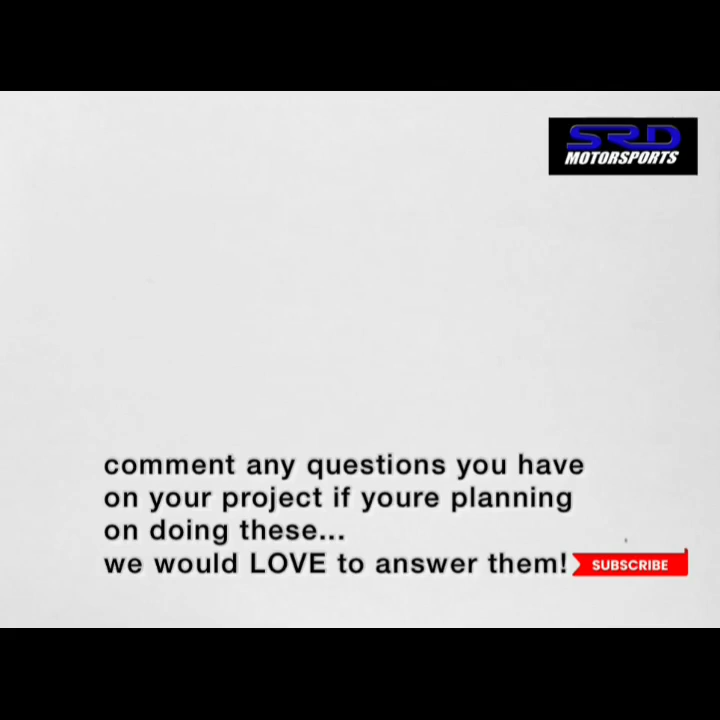 SRD
MOTORSPORTS
comment any questions you have
on your project if youre planning
on doing these...
we would LOVE to answer them!
SUBSCRIBE